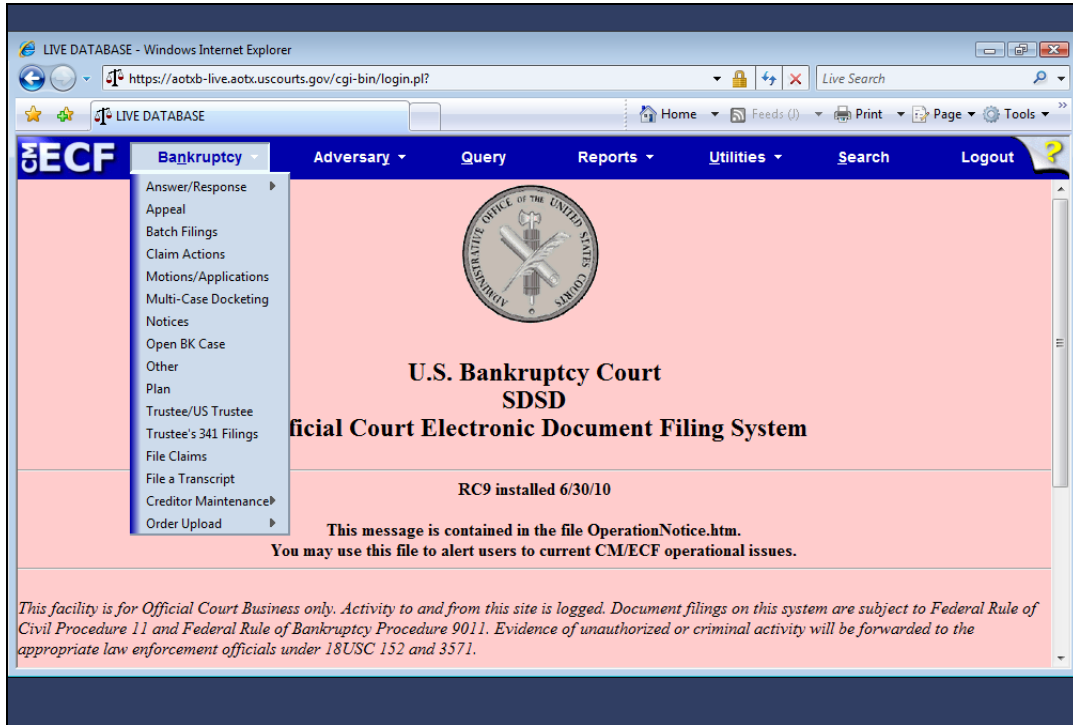 LIVE DATABASE - Windows Internet Explorer
https://aotxb-live.aotx.uscourts.gov/cgi-bin/login.pl?
Live Search
LIVE DATABASE
Home Feeds (J) Print Page Tools »
CM ECF Bankruptcy Adversary Query Reports Utilities Search Logout ?
Answer/Response
Appeal
Batch Filings
Claim Actions
Motions/Applications
Multi-Case Docketing
Notices
Open BK Case
Other
Plan
Trustee/US Trustee
Trustee's 341 Filings
File Claims
File a Transcript
Creditor Maintenance
Order Upload
ADMINISTRATIVE OFFICE OF THE UNITED STATES COURTS
U.S. Bankruptcy Court
SDSD
ficial Court Electronic Document Filing System
RC9 installed 6/30/10
This message is contained in the file OperationNotice.htm.
You may use this file to alert users to current CM/ECF operational issues.
This facility is for Official Court Business only. Activity to and from this site is logged. Document filings on this system are subject to Federal Rule of
Civil Procedure 11 and Federal Rule of Bankruptcy Procedure 9011. Evidence of unauthorized or criminal activity will be forwarded to the
appropriate law enforcement officials under 18USC 152 and 3571.